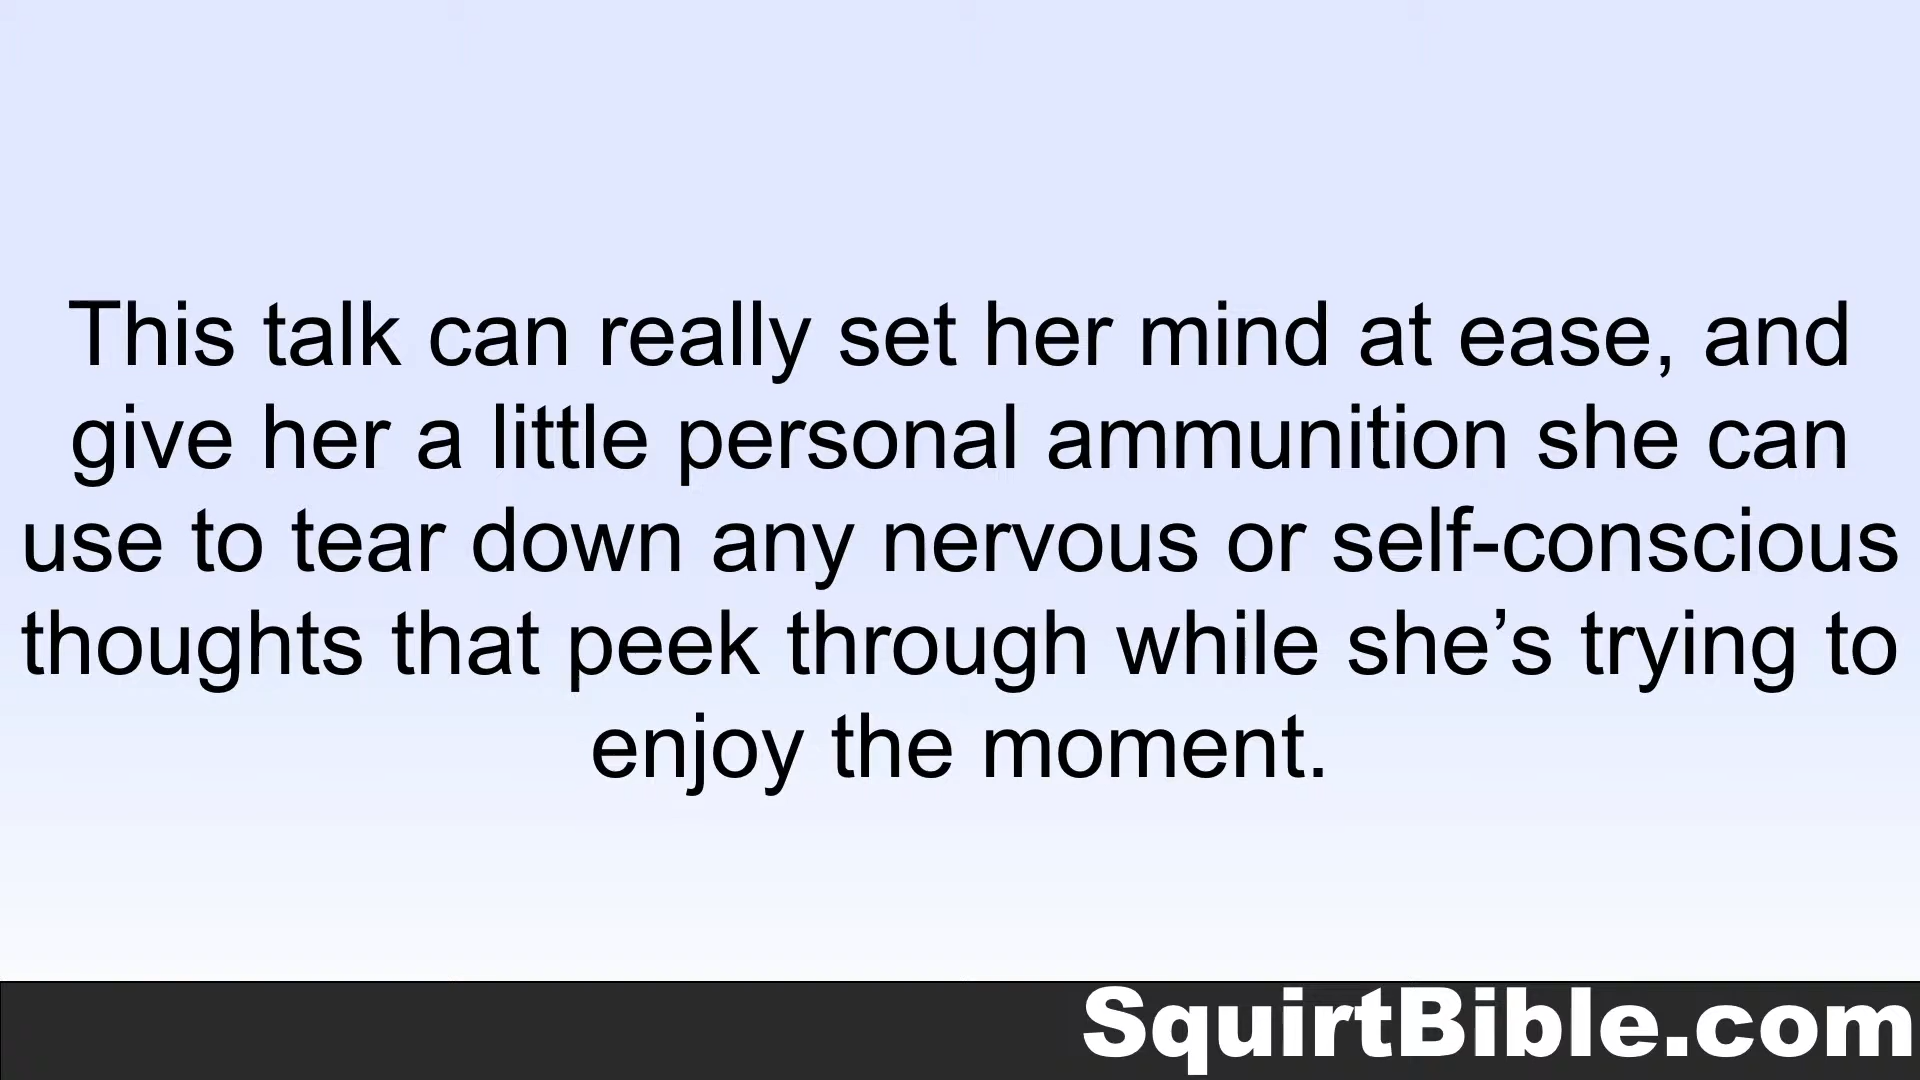 This talk can really set her mind at ease, and
give her a little personal ammunition she can
use to tear down any nervous or self-conscious
thoughts that peek through while she’s trying to
enjoy the moment.
SquirtBible.com